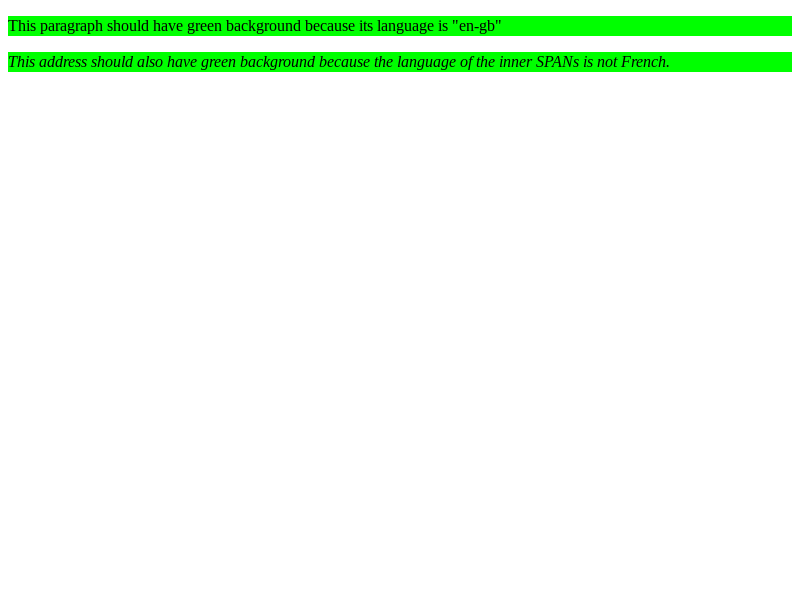 This paragraph should have green background because its language is "en-gb"
This address should also have green background because the language of the inner SPANs is not French.